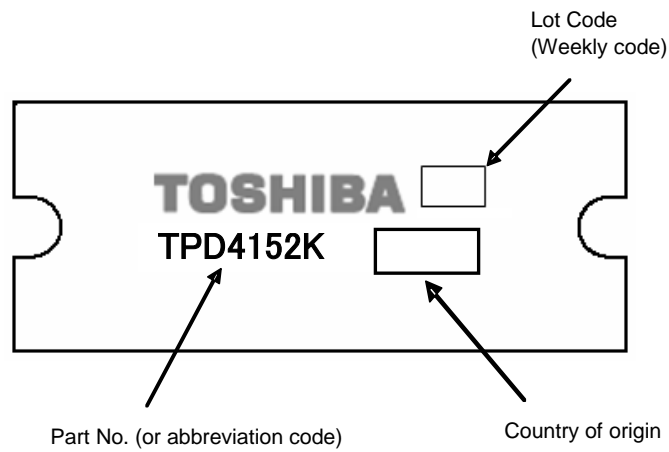 Lot Code
(Weekly code)
TOSHIBA
TPD4152K
Part No. (or abbreviation code)
Country of origin